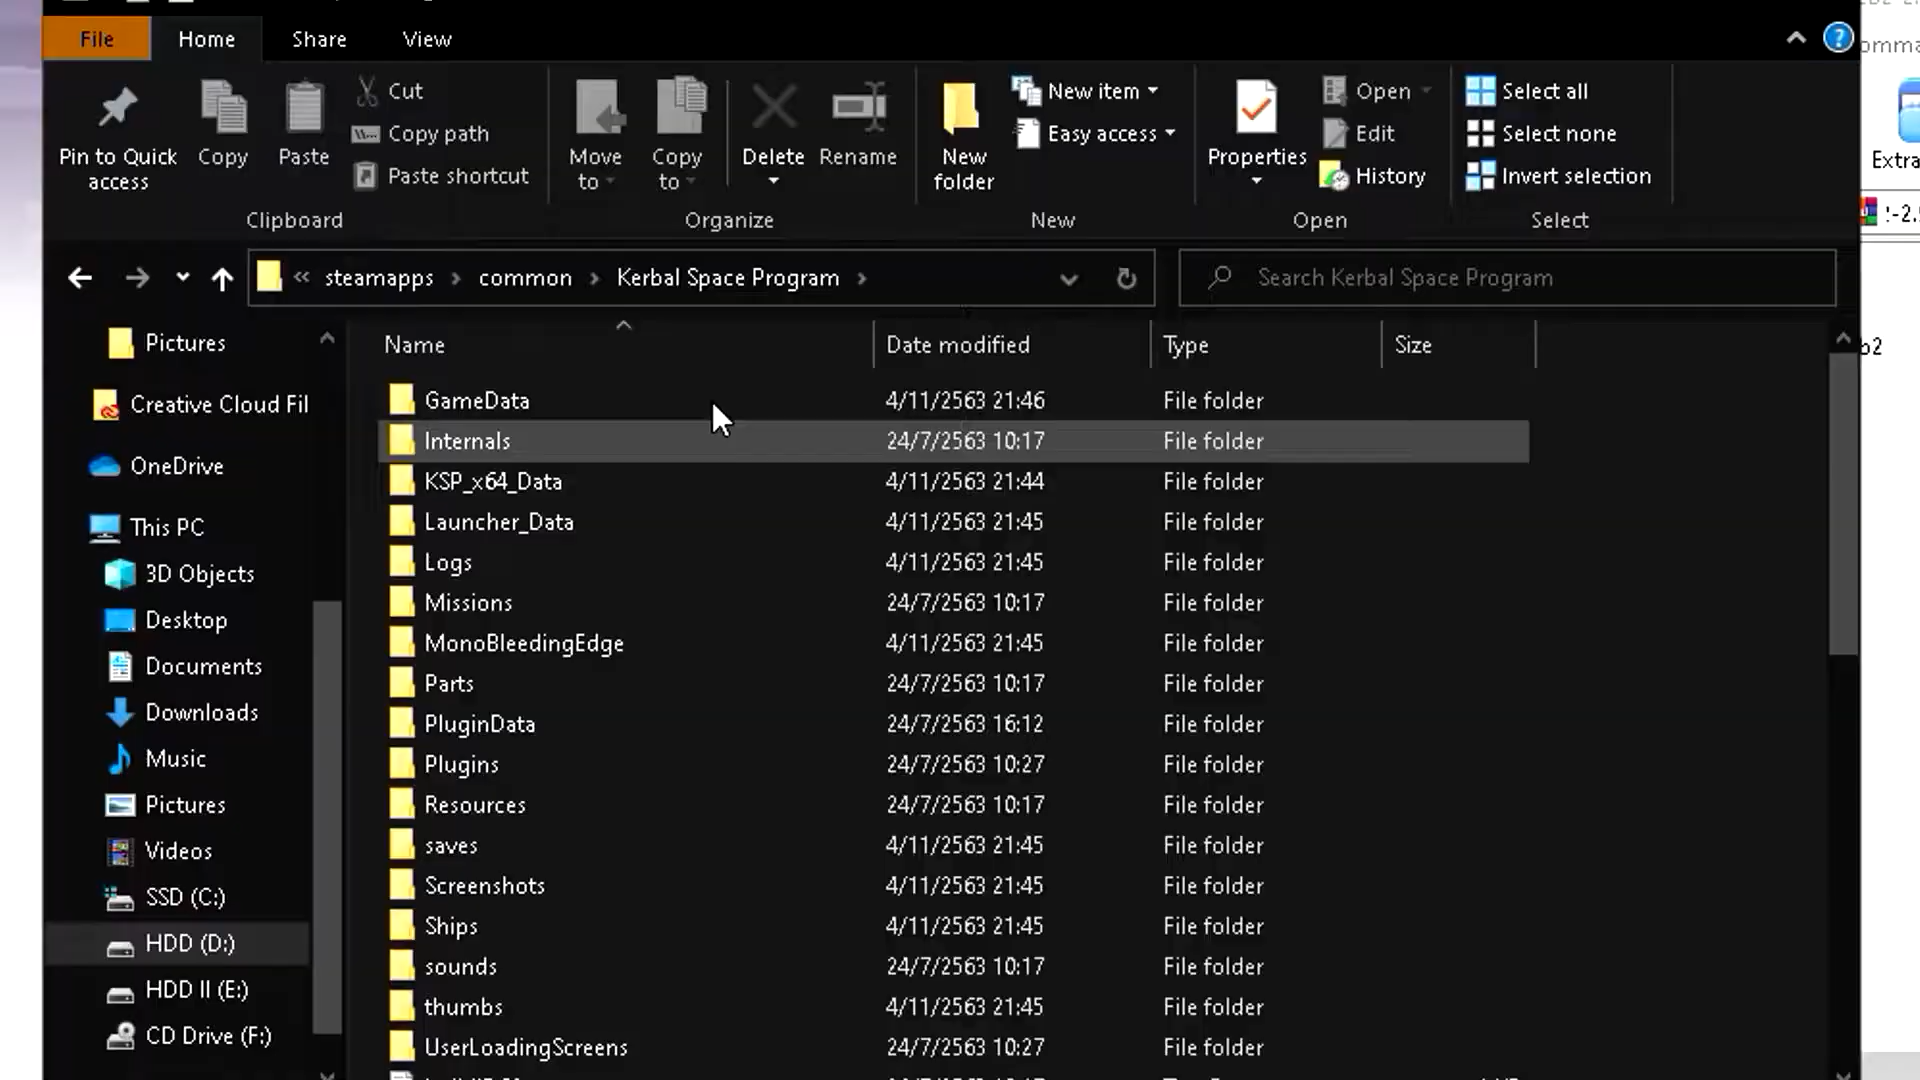 File Home Share View
Pin to Quick access
Copy
Paste
Cut
Copy path
Paste shortcut
Clipboard
Move to
Copy to
Delete
Rename
Organize
New folder
New item
Easy access
New
Properties
Open
Edit
History
Open
Select all
Select none
Invert selection
Select
Extra
« steamapps › common › Kerbal Space Program ›
Search Kerbal Space Program
Pictures
Creative Cloud Fil
OneDrive
This PC
3D Objects
Desktop
Documents
Downloads
Music
Pictures
Videos
SSD (C:)
HDD (D:)
HDD II (E:)
CD Drive (F:)
Name Date modified Type Size
GameData 4/11/2563 21:46 File folder
Internals 24/7/2563 10:17 File folder
KSP_x64_Data 4/11/2563 21:44 File folder
Launcher_Data 4/11/2563 21:45 File folder
Logs 4/11/2563 21:45 File folder
Missions 24/7/2563 10:17 File folder
MonoBleedingEdge 4/11/2563 21:45 File folder
Parts 24/7/2563 10:17 File folder
PluginData 24/7/2563 16:12 File folder
Plugins 24/7/2563 10:27 File folder
Resources 24/7/2563 10:17 File folder
saves 4/11/2563 21:45 File folder
Screenshots 4/11/2563 21:45 File folder
Ships 4/11/2563 21:45 File folder
sounds 24/7/2563 10:17 File folder
thumbs 4/11/2563 21:45 File folder
UserLoadingScreens 24/7/2563 10:27 File folder